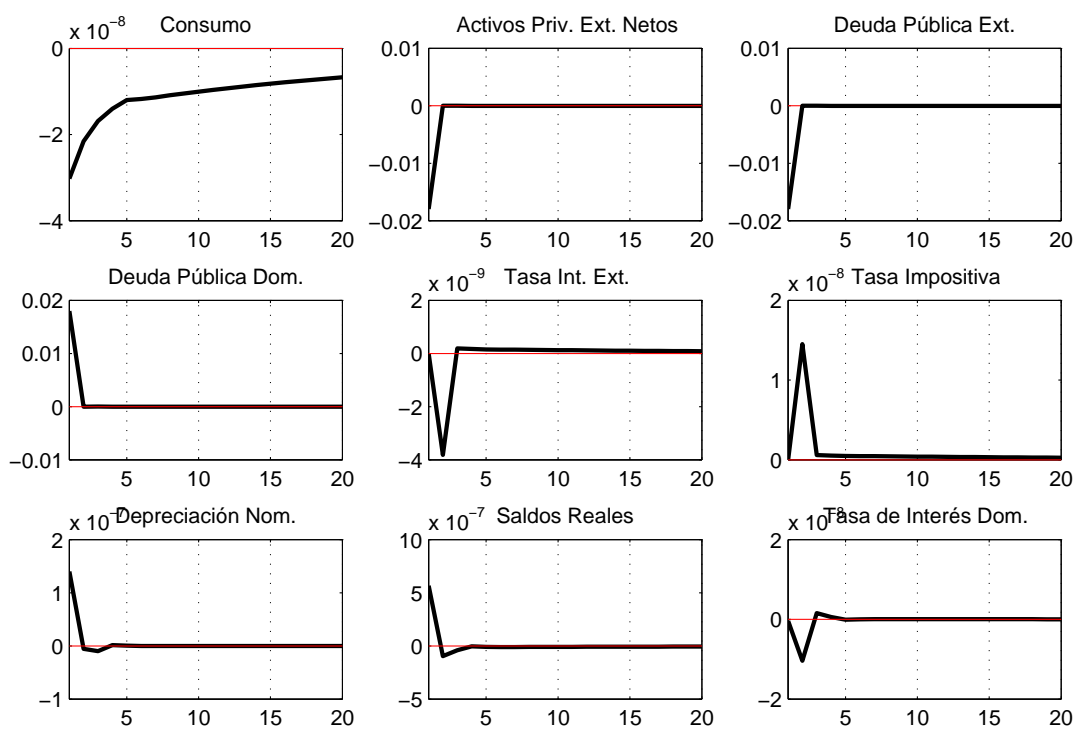 x 10⁻⁸
Consumo
0
−2
−4
5 10 15 20
Activos Priv. Ext. Netos
0.01
0
−0.01
−0.02
5 10 15 20
Deuda Pública Ext.
0.01
0
−0.01
−0.02
5 10 15 20
Deuda Pública Dom.
0.02
0.01
0
−0.01
5 10 15 20
x 10⁻⁹
Tasa Int. Ext.
2
0
−2
−4
5 10 15 20
x 10⁻⁸
Tasa Impositiva
2
1
0
5 10 15 20
x 10⁻⁷
Depreciación Nom.
2
1
0
−1
5 10 15 20
x 10⁻⁷
Saldos Reales
10
5
0
−5
5 10 15 20
x 10⁻⁸
Tasa de Interés Dom.
2
0
−2
5 10 15 20